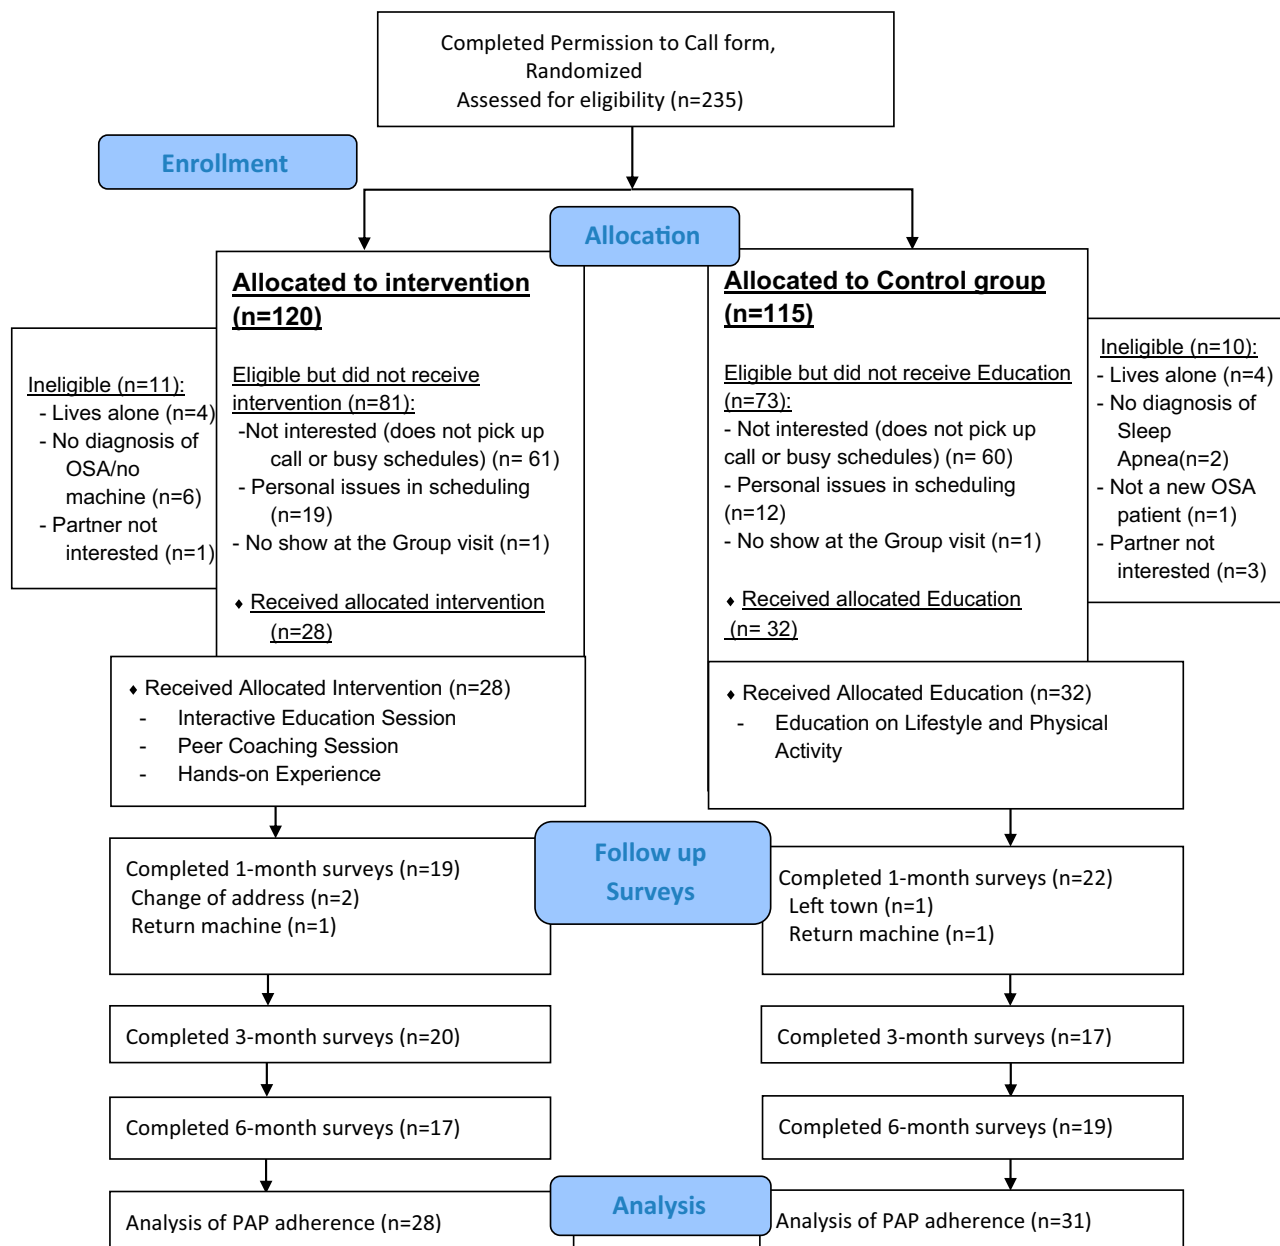 Completed Permission to Call form,
Randomized
Assessed for eligibility (n=235)
Enrollment
Allocation
Allocated to intervention
(n=120)
Eligible but did not receive
intervention (n=81):
-Not interested (does not pick up
call or busy schedules) (n= 61)
- Personal issues in scheduling
(n=19)
- No show at the Group visit (n=1)
♦ Received allocated intervention
(n=28)
Ineligible (n=11):
- Lives alone (n=4)
- No diagnosis of
OSA/no
machine (n=6)
- Partner not
interested (n=1)
Allocated to Control group
(n=115)
Eligible but did not receive Education
(n=73):
- Not interested (does not pick up
call or busy schedules) (n= 60)
- Personal issues in scheduling
(n=12)
- No show at the Group visit (n=1)
♦ Received allocated Education
(n= 32)
Ineligible (n=10):
- Lives alone (n=4)
- No diagnosis of
Sleep
Apnea(n=2)
- Not a new OSA
patient (n=1)
- Partner not
interested (n=3)
♦ Received Allocated Intervention (n=28)
- Interactive Education Session
- Peer Coaching Session
- Hands-on Experience
♦ Received Allocated Education (n=32)
- Education on Lifestyle and Physical
Activity
Follow up
Surveys
Completed 1-month surveys (n=19)
Change of address (n=2)
Return machine (n=1)
Completed 1-month surveys (n=22)
Left town (n=1)
Return machine (n=1)
Completed 3-month surveys (n=20)
Completed 3-month surveys (n=17)
Completed 6-month surveys (n=17)
Completed 6-month surveys (n=19)
Analysis
Analysis of PAP adherence (n=28)
Analysis of PAP adherence (n=31)